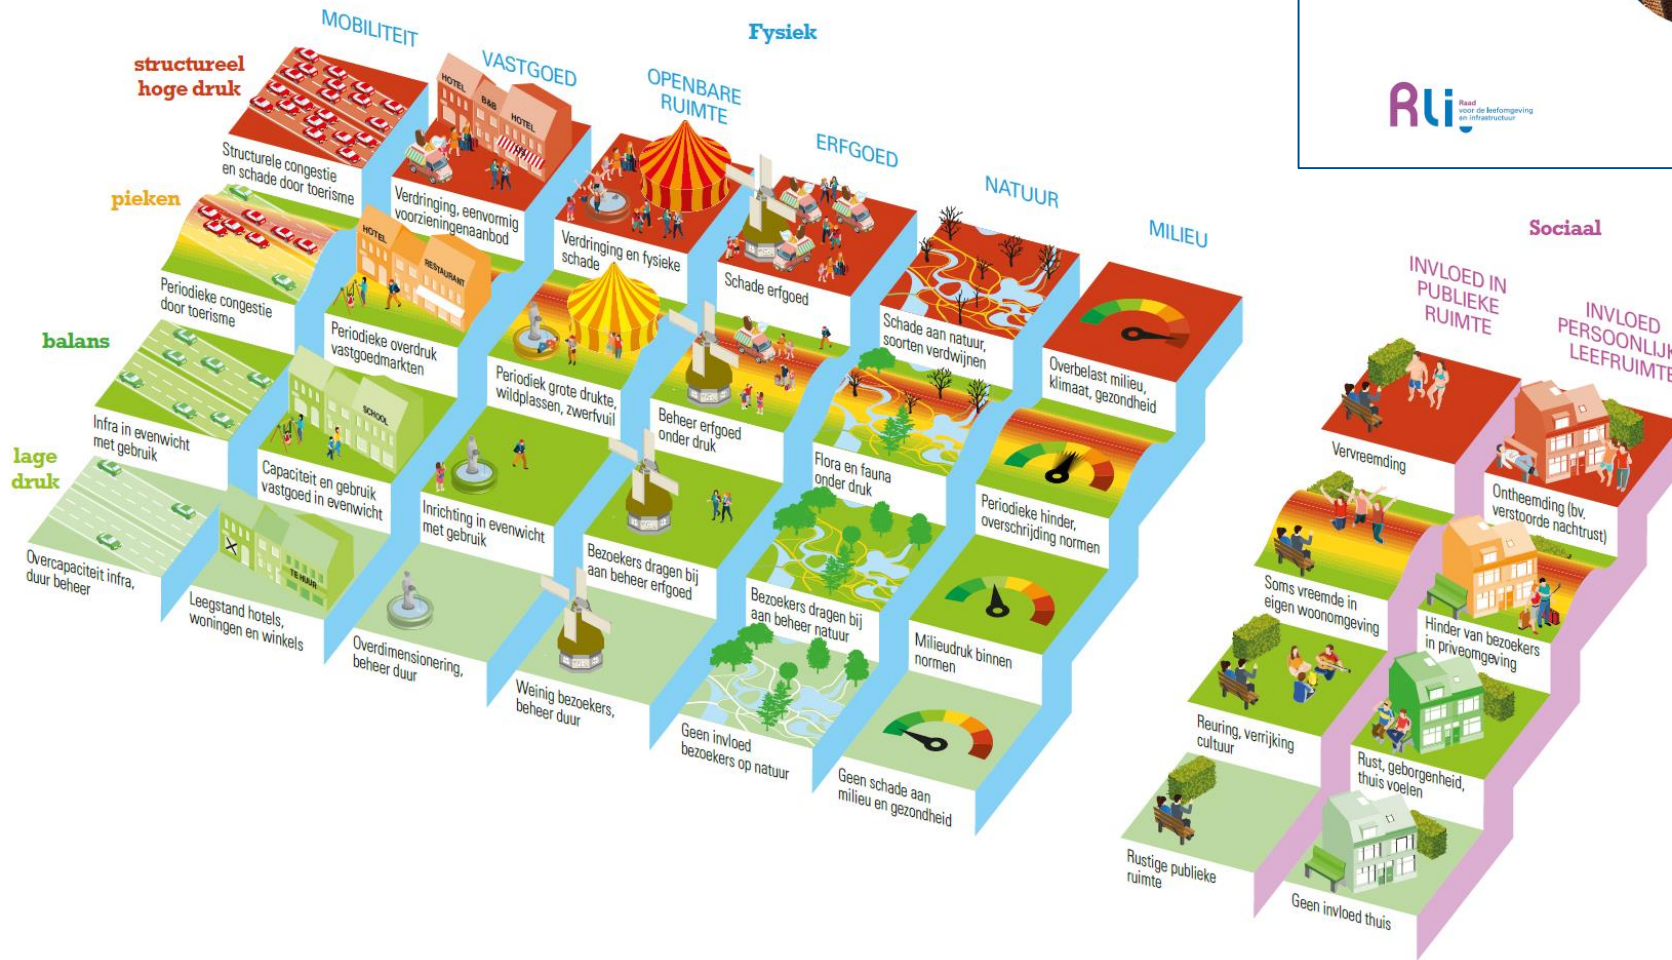 Fysiek
MOBILITEIT
VASTGOED
OPENBARE
RUIMTE
ERFGOED
NATUUR
MILIEU
structureel
hoge druk
HOTEL
B&B
HOTEL
Structurele congestie
en schade door toerisme
Verdringing, eenvormig
voorzieningenaanbod
Verdringing en fysieke
schade
Schade erfgoed
Schade aan natuur,
soorten verdwijnen
Overbelast milieu,
klimaat, gezondheid
pieken
HOTEL
RESTAURANT
Periodieke congestie
door toerisme
Periodieke overdruk
vastgoedmarkten
Periodiek grote drukte,
wildplassen, zwerfvuil
Beheer erfgoed
onder druk
Flora en fauna
onder druk
Periodieke hinder,
overschrijding normen
balans
SCHOOL
Infra in evenwicht
met gebruik
Capaciteit en gebruik
vastgoed in evenwicht
Inrichting in evenwicht
met gebruik
Bezoekers dragen bij
aan beheer erfgoed
Bezoekers dragen bij
aan beheer natuur
Milieudruk binnen
normen
lage
druk
TE HUUR
Overcapaciteit infra,
duur beheer
Leegstand hotels,
woningen en winkels
Overdimensionering,
beheer duur
Weinig bezoekers,
beheer duur
Geen invloed
bezoekers op natuur
Geen schade aan
milieu en gezondheid
Rli
Raad
voor de leefomgeving
en infrastructuur
Sociaal
INVLOED IN
PUBLIEKE
RUIMTE
INVLOED
PERSOONLIJK
LEEFRUIMTE
Vervreemding
Ontheemding (bv.
verstoorde nachtrust)
Soms vreemde in
eigen woonomgeving
Hinder van bezoekers
in priveomgeving
Reuring, verrijking
cultuur
Rust, geborgenheid,
thuis voelen
Rustige publieke
ruimte
Geen invloed thuis